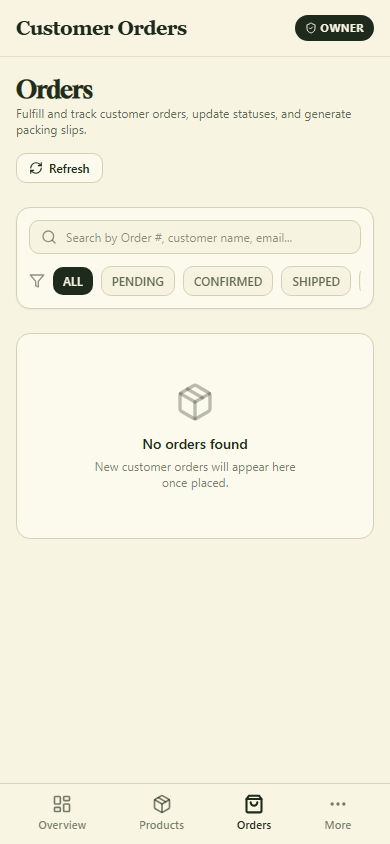 Customer Orders
OWNER
Orders
Fulfill and track customer orders, update statuses, and generate
packing slips.
Refresh
Search by Order #, customer name, email...
ALL
PENDING
CONFIRMED
SHIPPED
No orders found
New customer orders will appear here
once placed.
Overview
Products
Orders
More